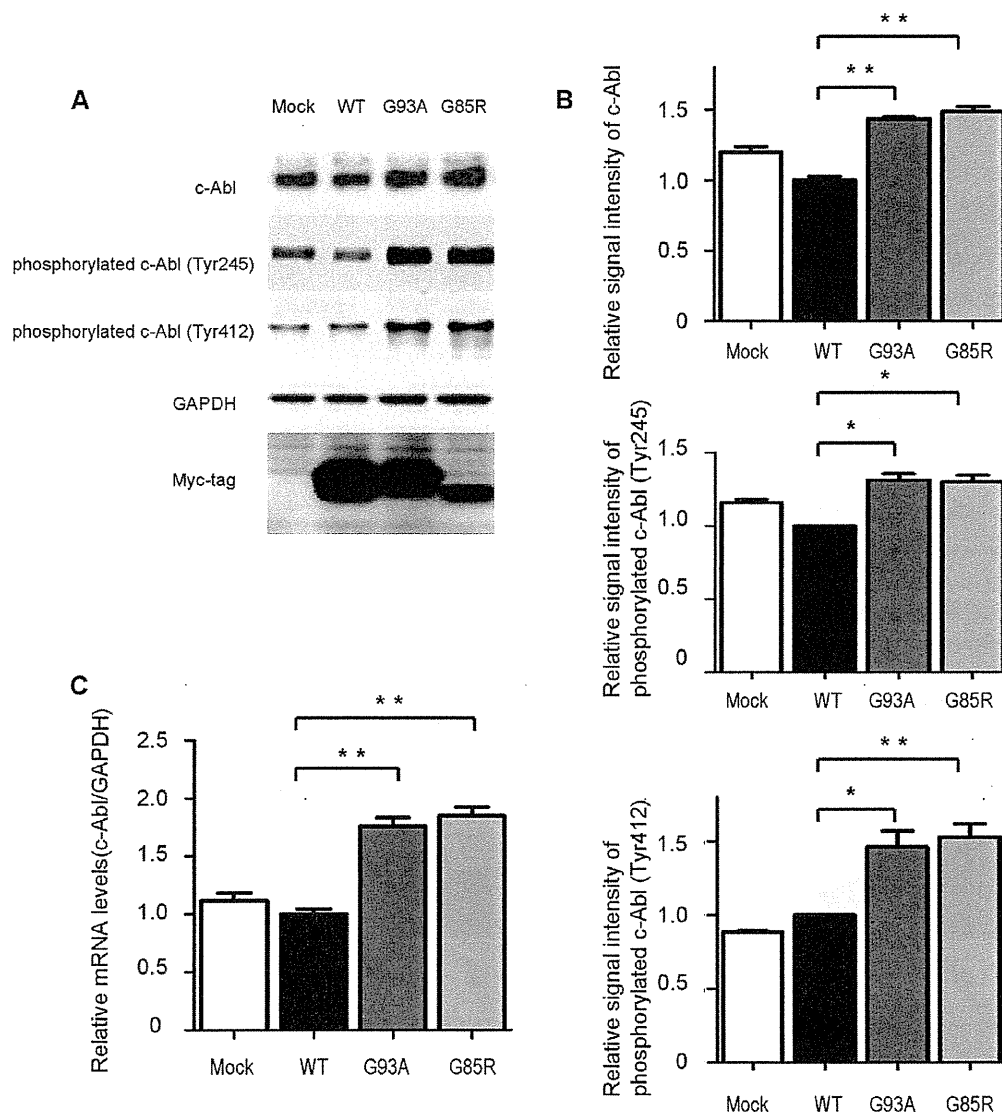 A
Mock WT G93A G85R
c-Abl
phosphorylated c-Abl (Tyr245)
phosphorylated c-Abl (Tyr412)
GAPDH
Myc-tag
B
* *
* *
Relative signal intensity of c-Abl
1.5
1.0
0.5
0
Mock WT G93A G85R
*
*
Relative signal intensity of
phosphorylated c-Abl (Tyr245)
1.5
1.0
0.5
0
Mock WT G93A G85R
* *
*
Relative signal intensity of
phosphorylated c-Abl (Tyr412)
1.5
1.0
0.5
0
Mock WT G93A G85R
C
* *
* *
Relative mRNA levels(c-Abl/GAPDH)
2.5
2.0
1.5
1.0
0.5
0
Mock WT G93A G85R